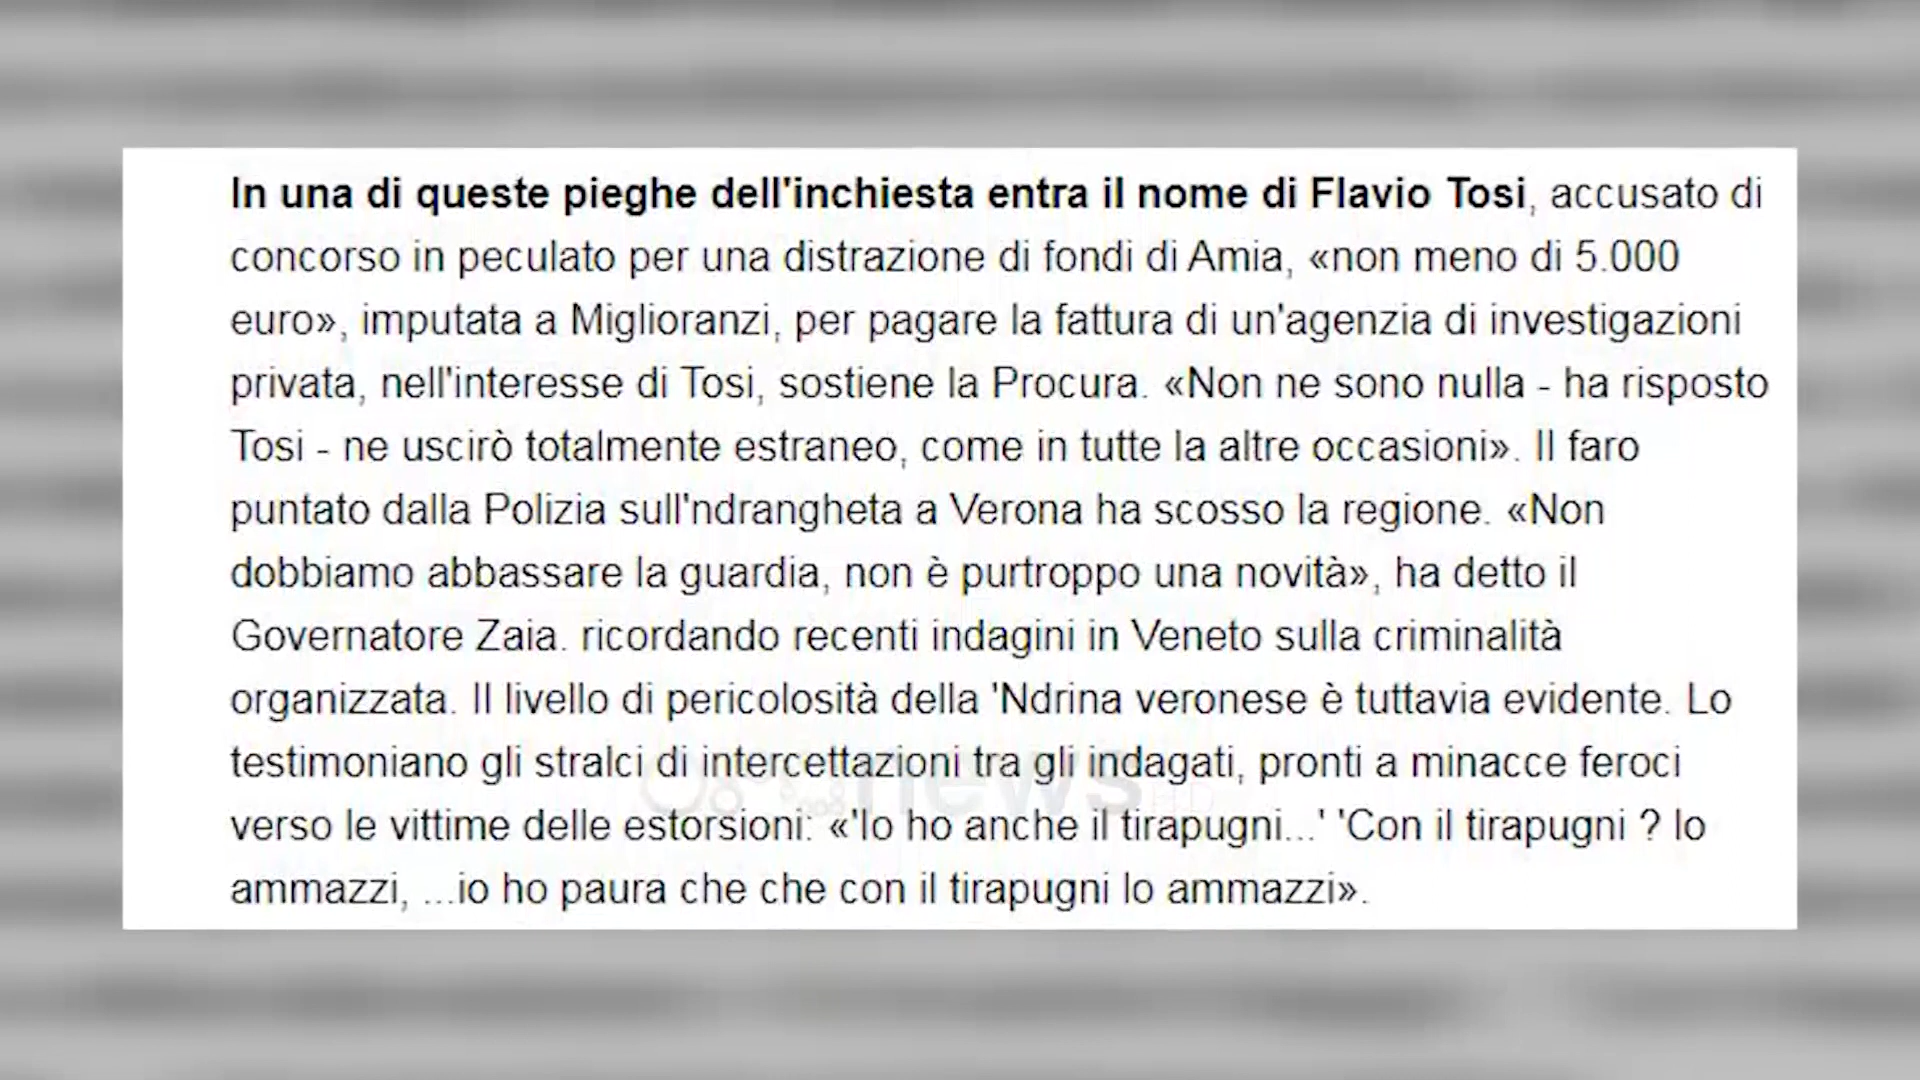 In una di queste pieghe dell'inchiesta entra il nome di Flavio Tosi, accusato di
concorso in peculato per una distrazione di fondi di Amia, «non meno di 5.000
euro», imputata a Miglioranzi, per pagare la fattura di un'agenzia di investigazioni
privata, nell'interesse di Tosi, sostiene la Procura. «Non ne sono nulla - ha risposto
Tosi - ne uscirò totalmente estraneo, come in tutte la altre occasioni». Il faro
puntato dalla Polizia sull'ndrangheta a Verona ha scosso la regione. «Non
dobbiamo abbassare la guardia, non è purtroppo una novità», ha detto il
Governatore Zaia. ricordando recenti indagini in Veneto sulla criminalità
organizzata. Il livello di pericolosità della 'Ndrina veronese è tuttavia evidente. Lo
testimoniano gli stralci di intercettazioni tra gli indagati, pronti a minacce feroci
verso le vittime delle estorsioni: «'Io ho anche il tirapugni...' 'Con il tirapugni ? lo
ammazzi, ...io ho paura che che con il tirapugni lo ammazzi».
news